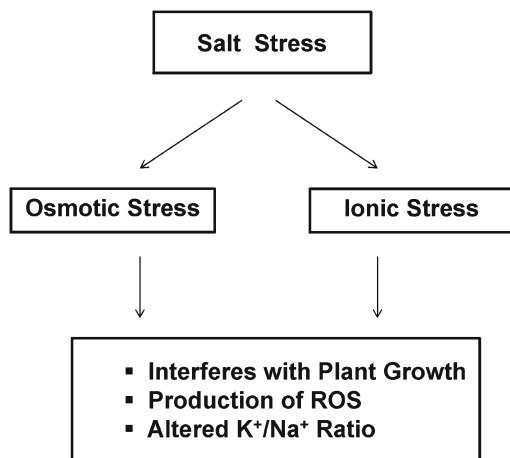 Salt Stress
Osmotic Stress
Ionic Stress
▪ Interferes with Plant Growth
▪ Production of ROS
▪ Altered K⁺/Na⁺ Ratio